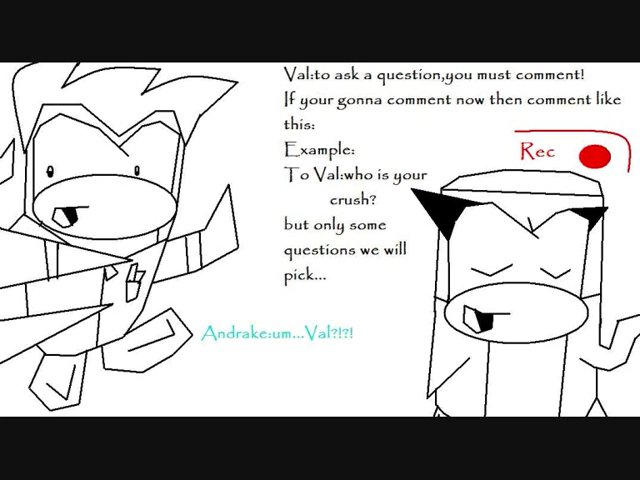 Val:to ask a question,you must comment!
If your gonna comment now then comment like
this:
Example:
Rec
To Val:who is your
crush?
but only some
questions we will
pick...
Andrake:um...Val?!?!